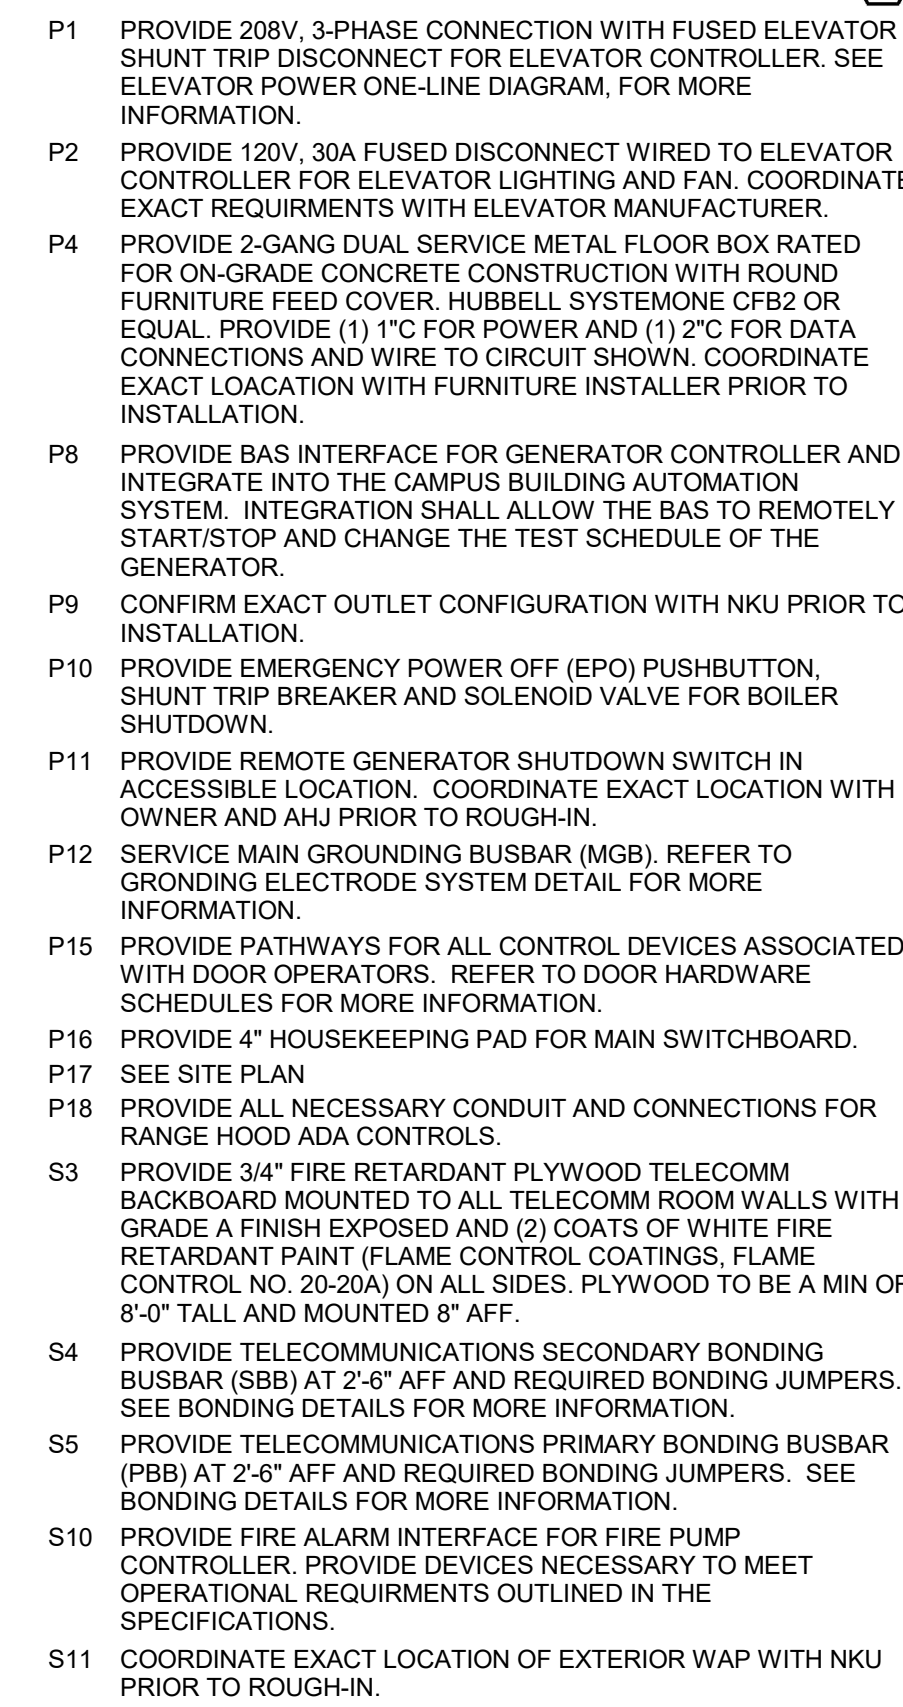 P1 PROVIDE 208V, 3-PHASE CONNECTION WITH FUSED ELEVATOR
SHUNT TRIP DISCONNECT FOR ELEVATOR CONTROLLER. SEE
ELEVATOR POWER ONE-LINE DIAGRAM, FOR MORE
INFORMATION.
P2 PROVIDE 120V, 30A FUSED DISCONNECT WIRED TO ELEVATOR
CONTROLLER FOR ELEVATOR LIGHTING AND FAN. COORDINATE
EXACT REQUIRMENTS WITH ELEVATOR MANUFACTURER.
P4 PROVIDE 2-GANG DUAL SERVICE METAL FLOOR BOX RATED
FOR ON-GRADE CONCRETE CONSTRUCTION WITH ROUND
FURNITURE FEED COVER. HUBBELL SYSTEMONE CFB2 OR
EQUAL. PROVIDE (1) 1"C FOR POWER AND (1) 2"C FOR DATA
CONNECTIONS AND WIRE TO CIRCUIT SHOWN. COORDINATE
EXACT LOACATION WITH FURNITURE INSTALLER PRIOR TO
INSTALLATION.
P8 PROVIDE BAS INTERFACE FOR GENERATOR CONTROLLER AND
INTEGRATE INTO THE CAMPUS BUILDING AUTOMATION
SYSTEM. INTEGRATION SHALL ALLOW THE BAS TO REMOTELY
START/STOP AND CHANGE THE TEST SCHEDULE OF THE
GENERATOR.
P9 CONFIRM EXACT OUTLET CONFIGURATION WITH NKU PRIOR TO
INSTALLATION.
P10 PROVIDE EMERGENCY POWER OFF (EPO) PUSHBUTTON,
SHUNT TRIP BREAKER AND SOLENOID VALVE FOR BOILER
SHUTDOWN.
P11 PROVIDE REMOTE GENERATOR SHUTDOWN SWITCH IN
ACCESSIBLE LOCATION. COORDINATE EXACT LOCATION WITH
OWNER AND AHJ PRIOR TO ROUGH-IN.
P12 SERVICE MAIN GROUNDING BUSBAR (MGB). REFER TO
GRONDING ELECTRODE SYSTEM DETAIL FOR MORE
INFORMATION.
P15 PROVIDE PATHWAYS FOR ALL CONTROL DEVICES ASSOCIATED
WITH DOOR OPERATORS. REFER TO DOOR HARDWARE
SCHEDULES FOR MORE INFORMATION.
P16 PROVIDE 4" HOUSEKEEPING PAD FOR MAIN SWITCHBOARD.
P17 SEE SITE PLAN
P18 PROVIDE ALL NECESSARY CONDUIT AND CONNECTIONS FOR
RANGE HOOD ADA CONTROLS.
S3 PROVIDE 3/4" FIRE RETARDANT PLYWOOD TELECOMM
BACKBOARD MOUNTED TO ALL TELECOMM ROOM WALLS WITH
GRADE A FINISH EXPOSED AND (2) COATS OF WHITE FIRE
RETARDANT PAINT (FLAME CONTROL COATINGS, FLAME
CONTROL NO. 20-20A) ON ALL SIDES. PLYWOOD TO BE A MIN OF
8'-0" TALL AND MOUNTED 8" AFF.
S4 PROVIDE TELECOMMUNICATIONS SECONDARY BONDING
BUSBAR (SBB) AT 2'-6" AFF AND REQUIRED BONDING JUMPERS.
SEE BONDING DETAILS FOR MORE INFORMATION.
S5 PROVIDE TELECOMMUNICATIONS PRIMARY BONDING BUSBAR
(PBB) AT 2'-6" AFF AND REQUIRED BONDING JUMPERS. SEE
BONDING DETAILS FOR MORE INFORMATION.
S10 PROVIDE FIRE ALARM INTERFACE FOR FIRE PUMP
CONTROLLER. PROVIDE DEVICES NECESSARY TO MEET
OPERATIONAL REQUIRMENTS OUTLINED IN THE
SPECIFICATIONS.
S11 COORDINATE EXACT LOCATION OF EXTERIOR WAP WITH NKU
PRIOR TO ROUGH-IN.